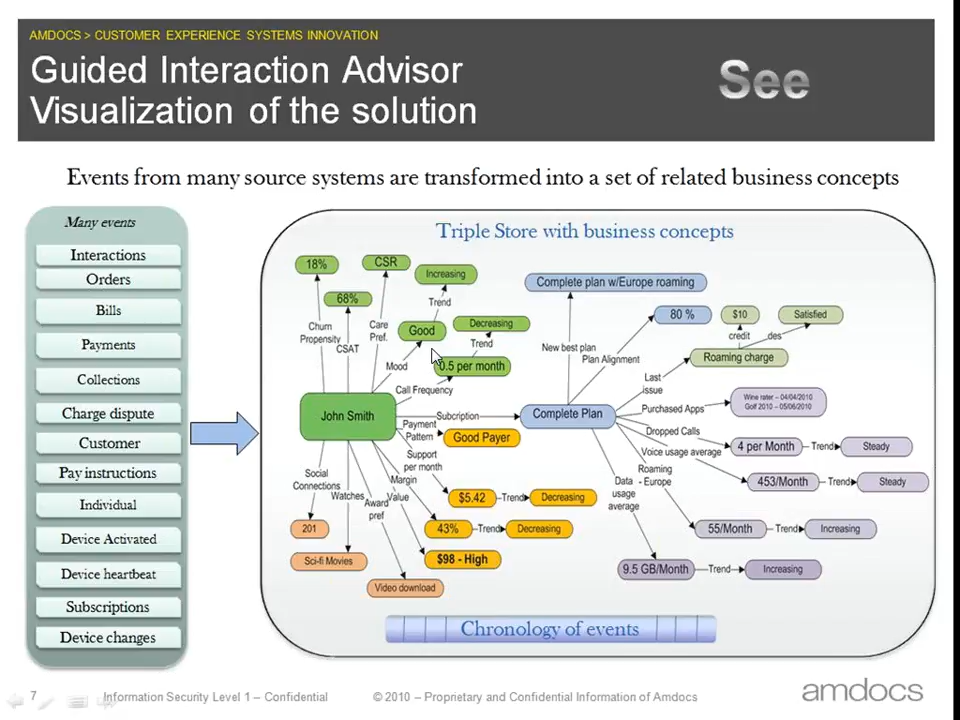 AMDOCS > CUSTOMER EXPERIENCE SYSTEMS INNOVATION
Guided Interaction Advisor
Visualization of the solution
See
Events from many source systems are transformed into a set of related business concepts
Many events
Interactions
Orders
Bills
Payments
Collections
Charge dispute
Customer
Pay instructions
Individual
Device Activated
Device heartbeat
Subscriptions
Device changes
Triple Store with business concepts
18%
CSR
Increasing
68%
Trend
Good
Decreasing
Trend
Churn
Propensity
CSAT
Care
Pref.
Mood
0.5 per month
Call Frequency
John Smith
Subcription
Payment
Pattern
Good Payer
Support
per month
$5.42
Trend
Decreasing
Margin
43%
Trend
Decreasing
Value
$98 - High
Award
pref
Video download
Watches
Sci-fi Movies
Social
Connections
201
Complete plan w/Europe roaming
New best plan
80 %
Plan Alignment
$10
credit
Satisfied
des
Roaming charge
Last
issue
Complete Plan
Purchased Apps
Wine rater – 04/04/2010
Golf 2010 – 05/06/2010
Dropped Calls
4 per Month
Trend
Steady
Voice usage average
453/Month
Trend
Steady
Roaming
- Europe
55/Month
Trend
Increasing
Data
usage
average
9.5 GB/Month
Trend
Increasing
Chronology of events
7
Information Security Level 1 – Confidential
© 2010 – Proprietary and Confidential Information of Amdocs
amdocs